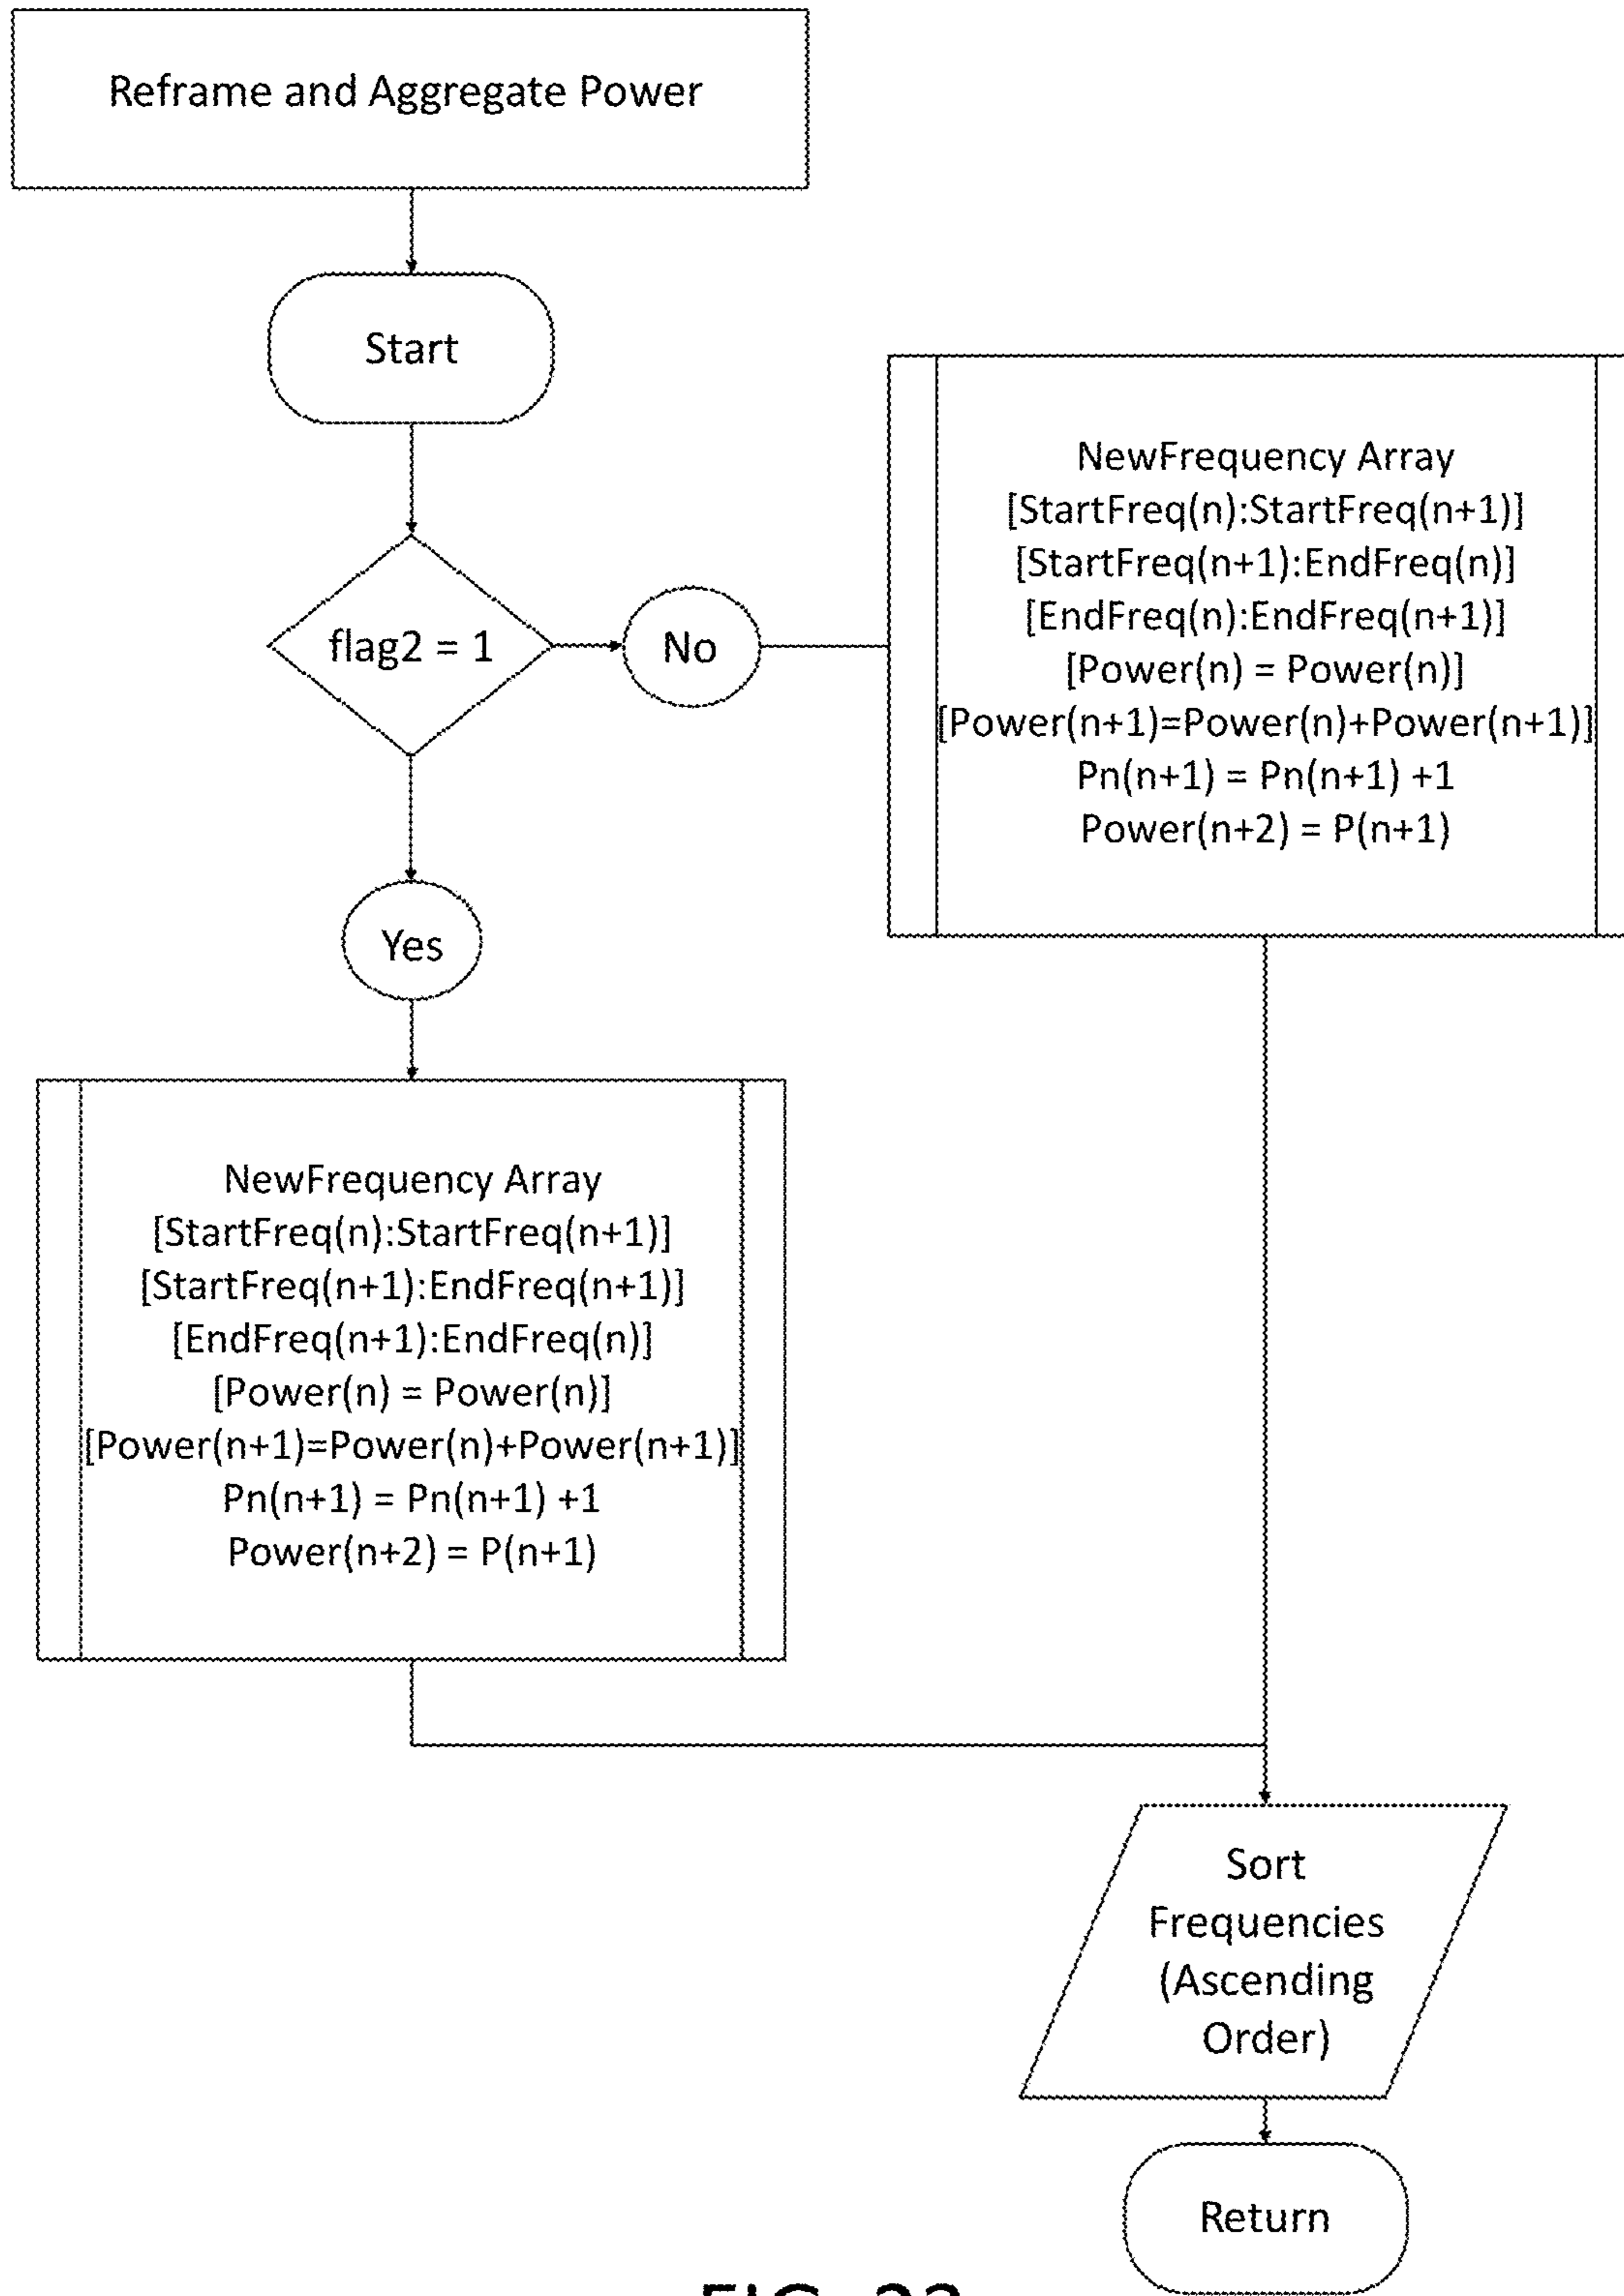 Reframe and Aggregate Power
Start
flag2 = 1
No
NewFrequency Array
[StartFreq(n):StartFreq(n+1)]
[StartFreq(n+1):EndFreq(n)]
[EndFreq(n):EndFreq(n+1)]
[Power(n) = Power(n)]
[Power(n+1)=Power(n)+Power(n+1)]
Pn(n+1) = Pn(n+1) +1
Power(n+2) = P(n+1)
Yes
NewFrequency Array
[StartFreq(n):StartFreq(n+1)]
[StartFreq(n+1):EndFreq(n+1)]
[EndFreq(n+1):EndFreq(n)]
[Power(n) = Power(n)]
[Power(n+1)=Power(n)+Power(n+1)]
Pn(n+1) = Pn(n+1) +1
Power(n+2) = P(n+1)
Sort
Frequencies
(Ascending
Order)
Return